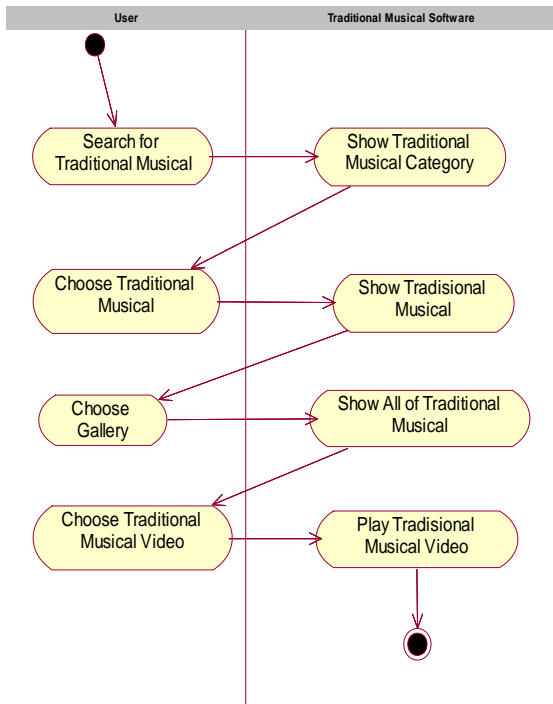 User
Traditional Musical Software
Search for
Traditional Musical
Show Traditional
Musical Category
Choose Traditional
Musical
Show Tradisional
Musical
Choose
Gallery
Show All of Traditional
Musical
Choose Traditional
Musical Video
Play Tradisional
Musical Video